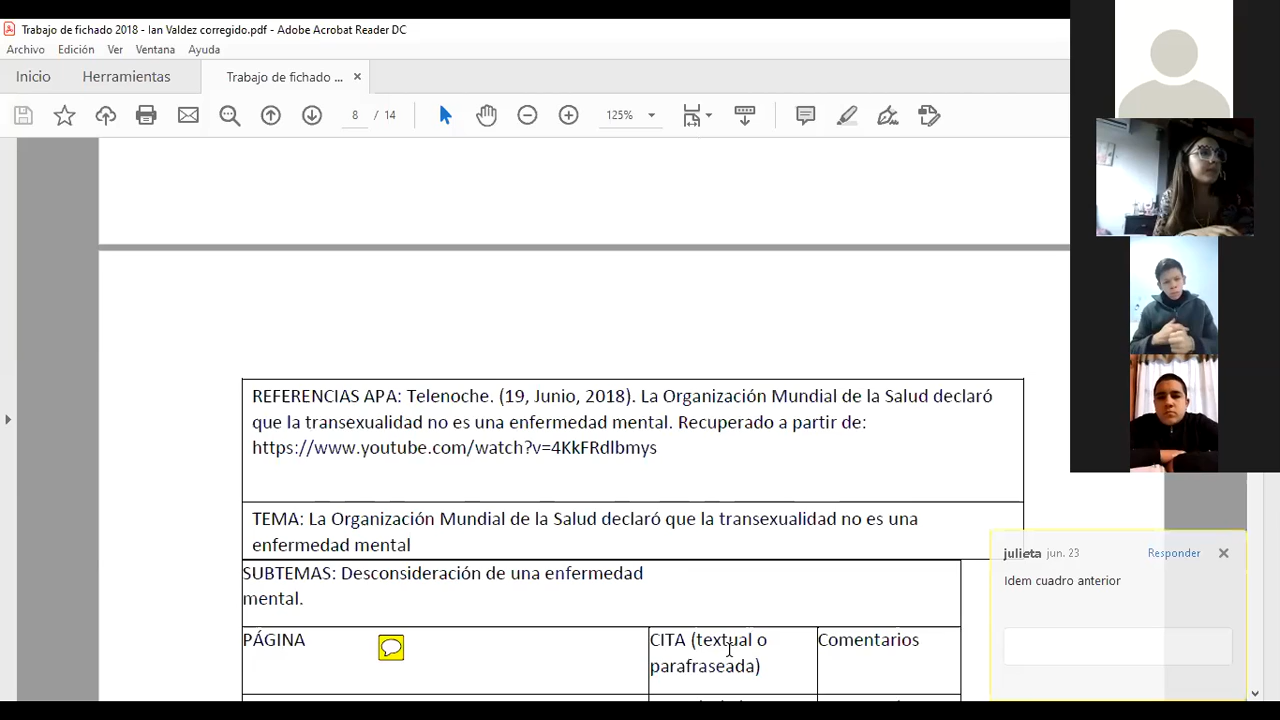 Trabajo de fichado 2018 - Ian Valdez corregido.pdf - Adobe Acrobat Reader DC
Archivo Edición Ver Ventana Ayuda
Inicio Herramientas Trabajo de fichado ... ×
8 / 14 125%
REFERENCIAS APA: Telenoche. (19, Junio, 2018). La Organización Mundial de la Salud declaró
que la transexualidad no es una enfermedad mental. Recuperado a partir de:
https://www.youtube.com/watch?v=4KkFRdlbmys
TEMA: La Organización Mundial de la Salud declaró que la transexualidad no es una
enfermedad mental
SUBTEMAS: Desconsideración de una enfermedad
mental.
PÁGINA CITA (textual o Comentarios
parafraseada)
julieta jun. 23 Responder
Idem cuadro anterior